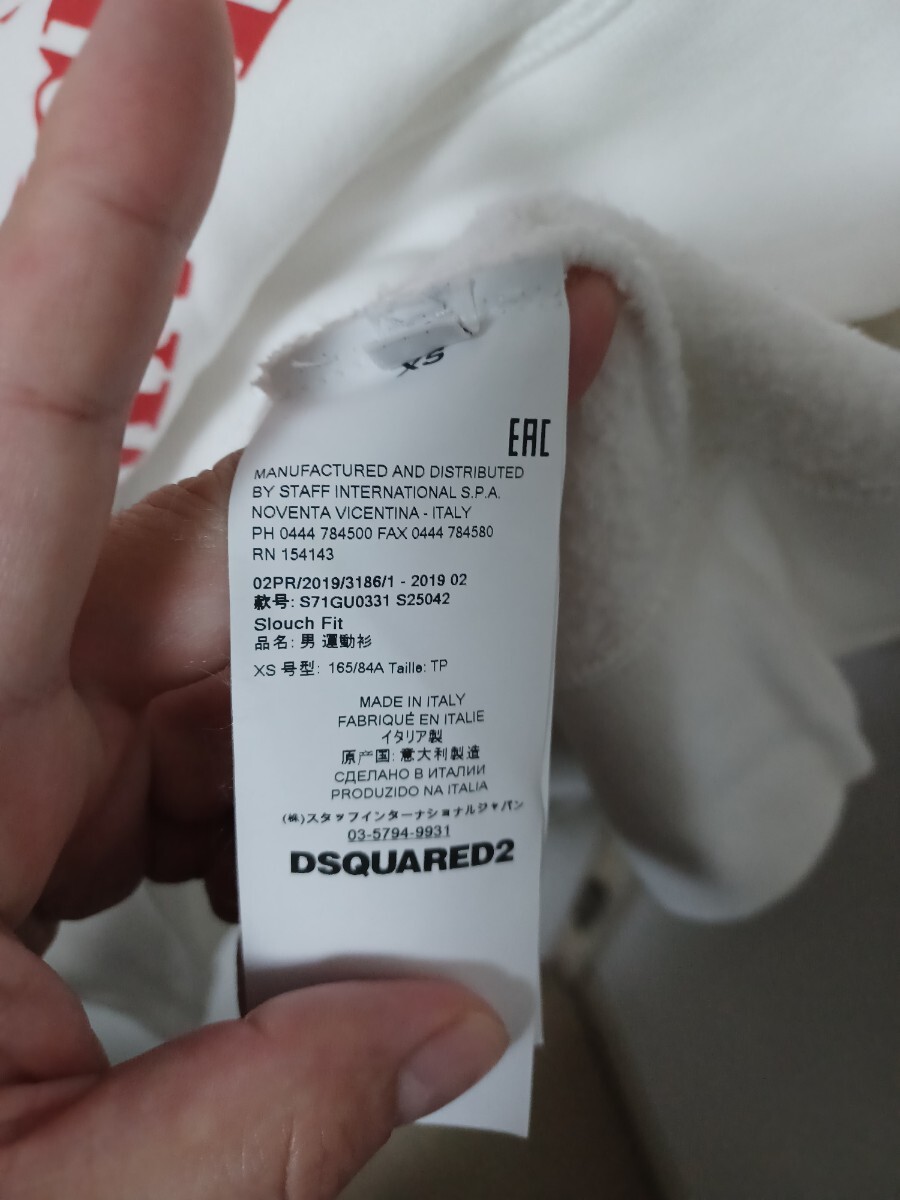 XS
EAC
MANUFACTURED AND DISTRIBUTED
BY STAFF INTERNATIONAL S.P.A.
NOVENTA VICENTINA - ITALY
PH 0444 784500 FAX 0444 784580
RN 154143
02PR/2019/3186/1 - 2019 02
款号: S71GU0331 S25042
Slouch Fit
品名: 男 運動衫
XS 号型: 165/84A Taille: TP
MADE IN ITALY
FABRIQUÉ EN ITALIE
イタリア製
原产国: 意大利製造
СДЕЛАНО В ИТАЛИИ
PRODUZIDO NA ITALIA
(株)スタッフインターナショナルジャパン
03-5794-9931
DSQUARED2